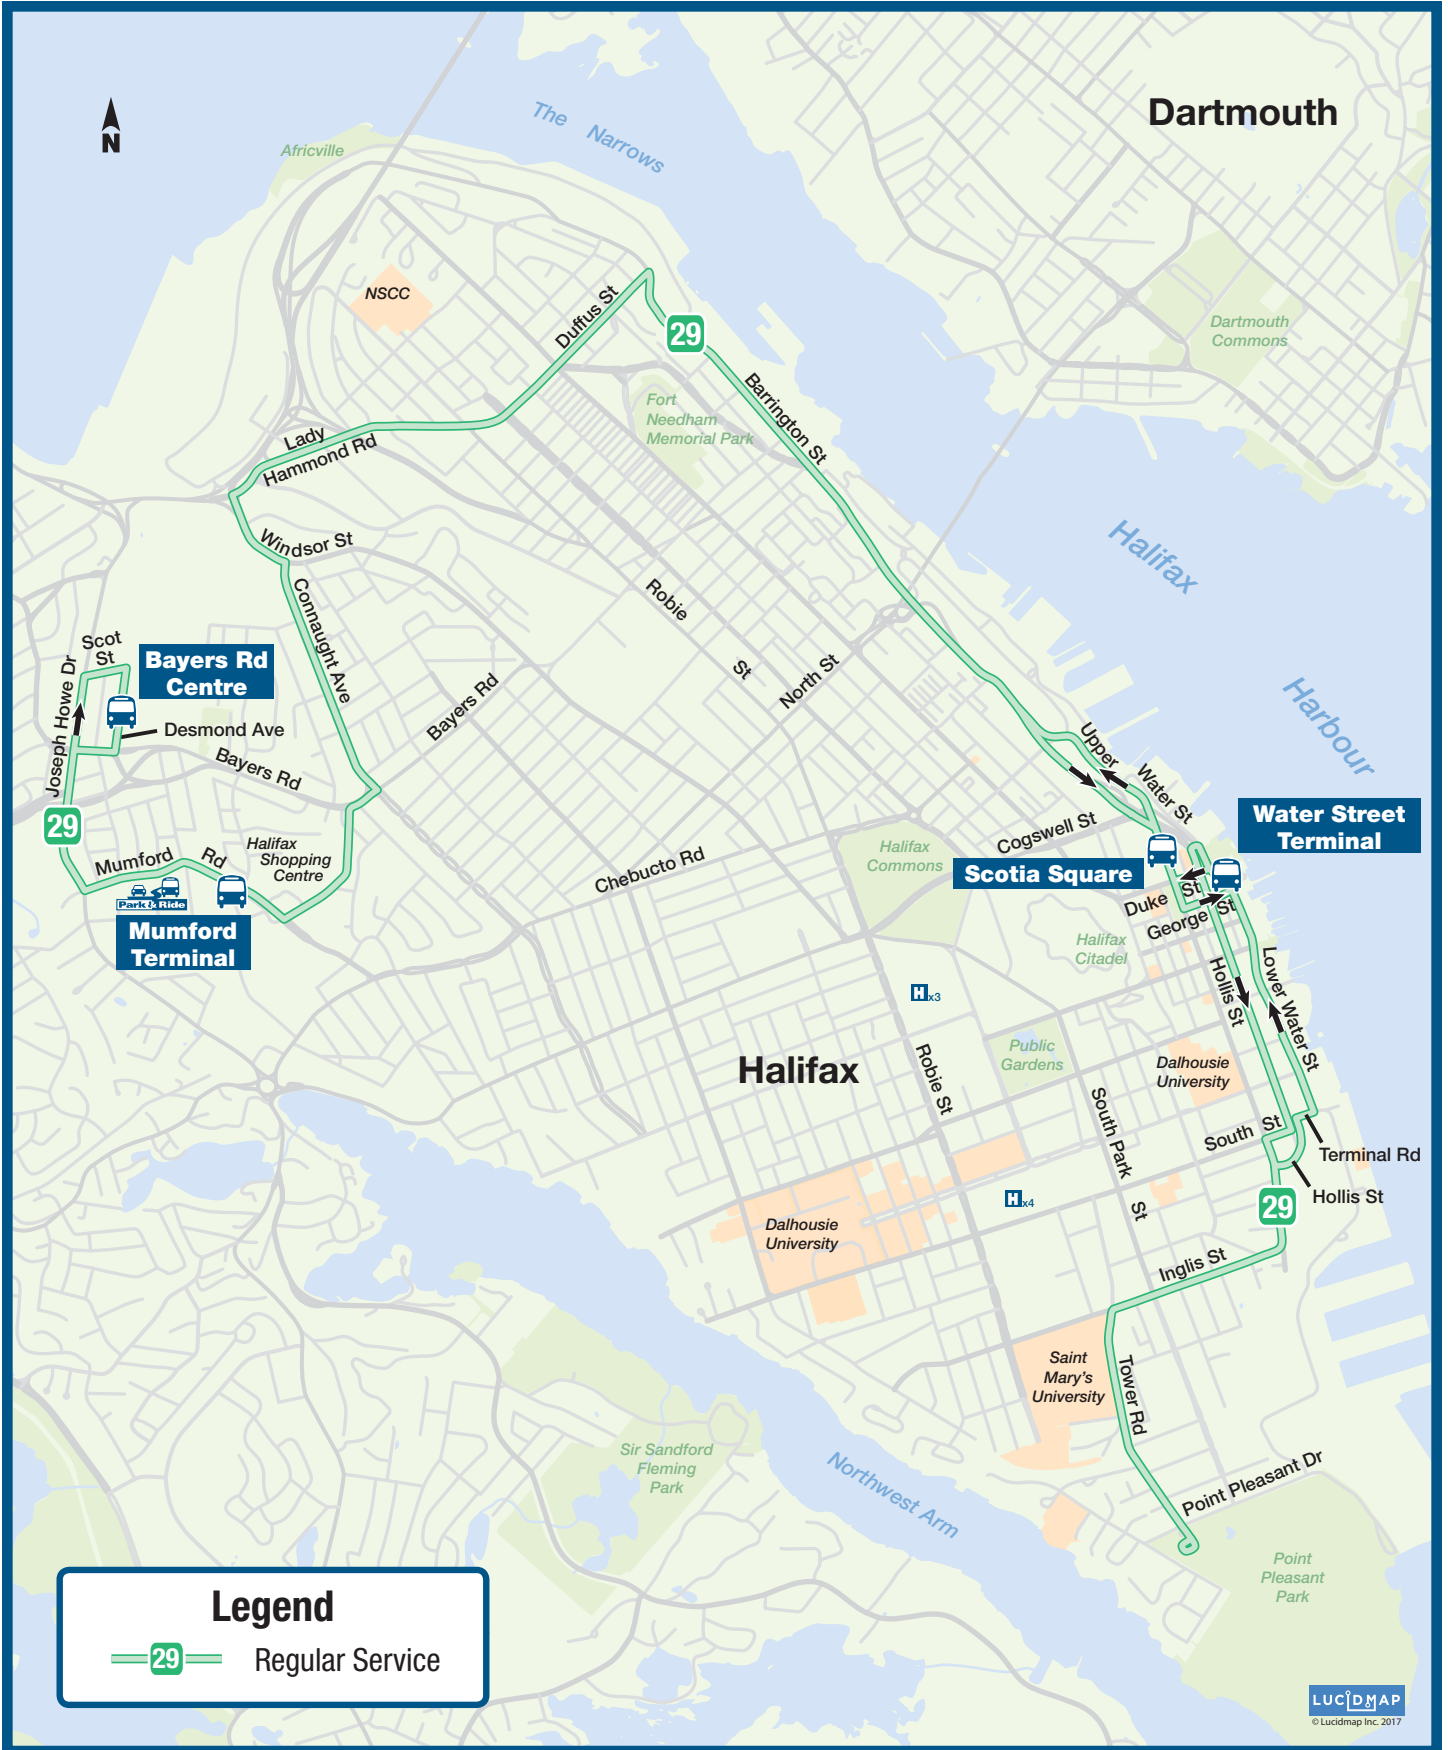 Dartmouth
The Narrows
N
Africville
NSCC
Duffus St
29
Dartmouth
Commons
Fort
Needham
Memorial Park
Barrington St
Lady
Hammond Rd
Windsor St
Halifax
Harbour
Connaught Ave
Robie
St
North St
Scot
St
Bayers Rd
Centre
Joseph Howe Dr
Desmond Ave
Bayers Rd
Bayers Rd
Upper
Water St
29
Water Street
Terminal
Cogswell St
Scotia Square
Halifax
Commons
Halifax
Shopping
Centre
Mumford
Rd
Park & Ride
Mumford
Terminal
Chebucto Rd
Duke
St
George
St
Halifax
Citadel
Hollis St
Lower Water St
H x3
Halifax
Robie St
Public
Gardens
Dalhousie
University
South Park
St
South St
Terminal Rd
Hollis St
H x4
29
Dalhousie
University
Inglis St
Saint
Mary's
University
Tower Rd
Sir Sandford
Fleming
Park
Northwest Arm
Point Pleasant Dr
Point
Pleasant
Park
Legend
29 Regular Service
LUCIDMAP
© Lucidmap Inc. 2017